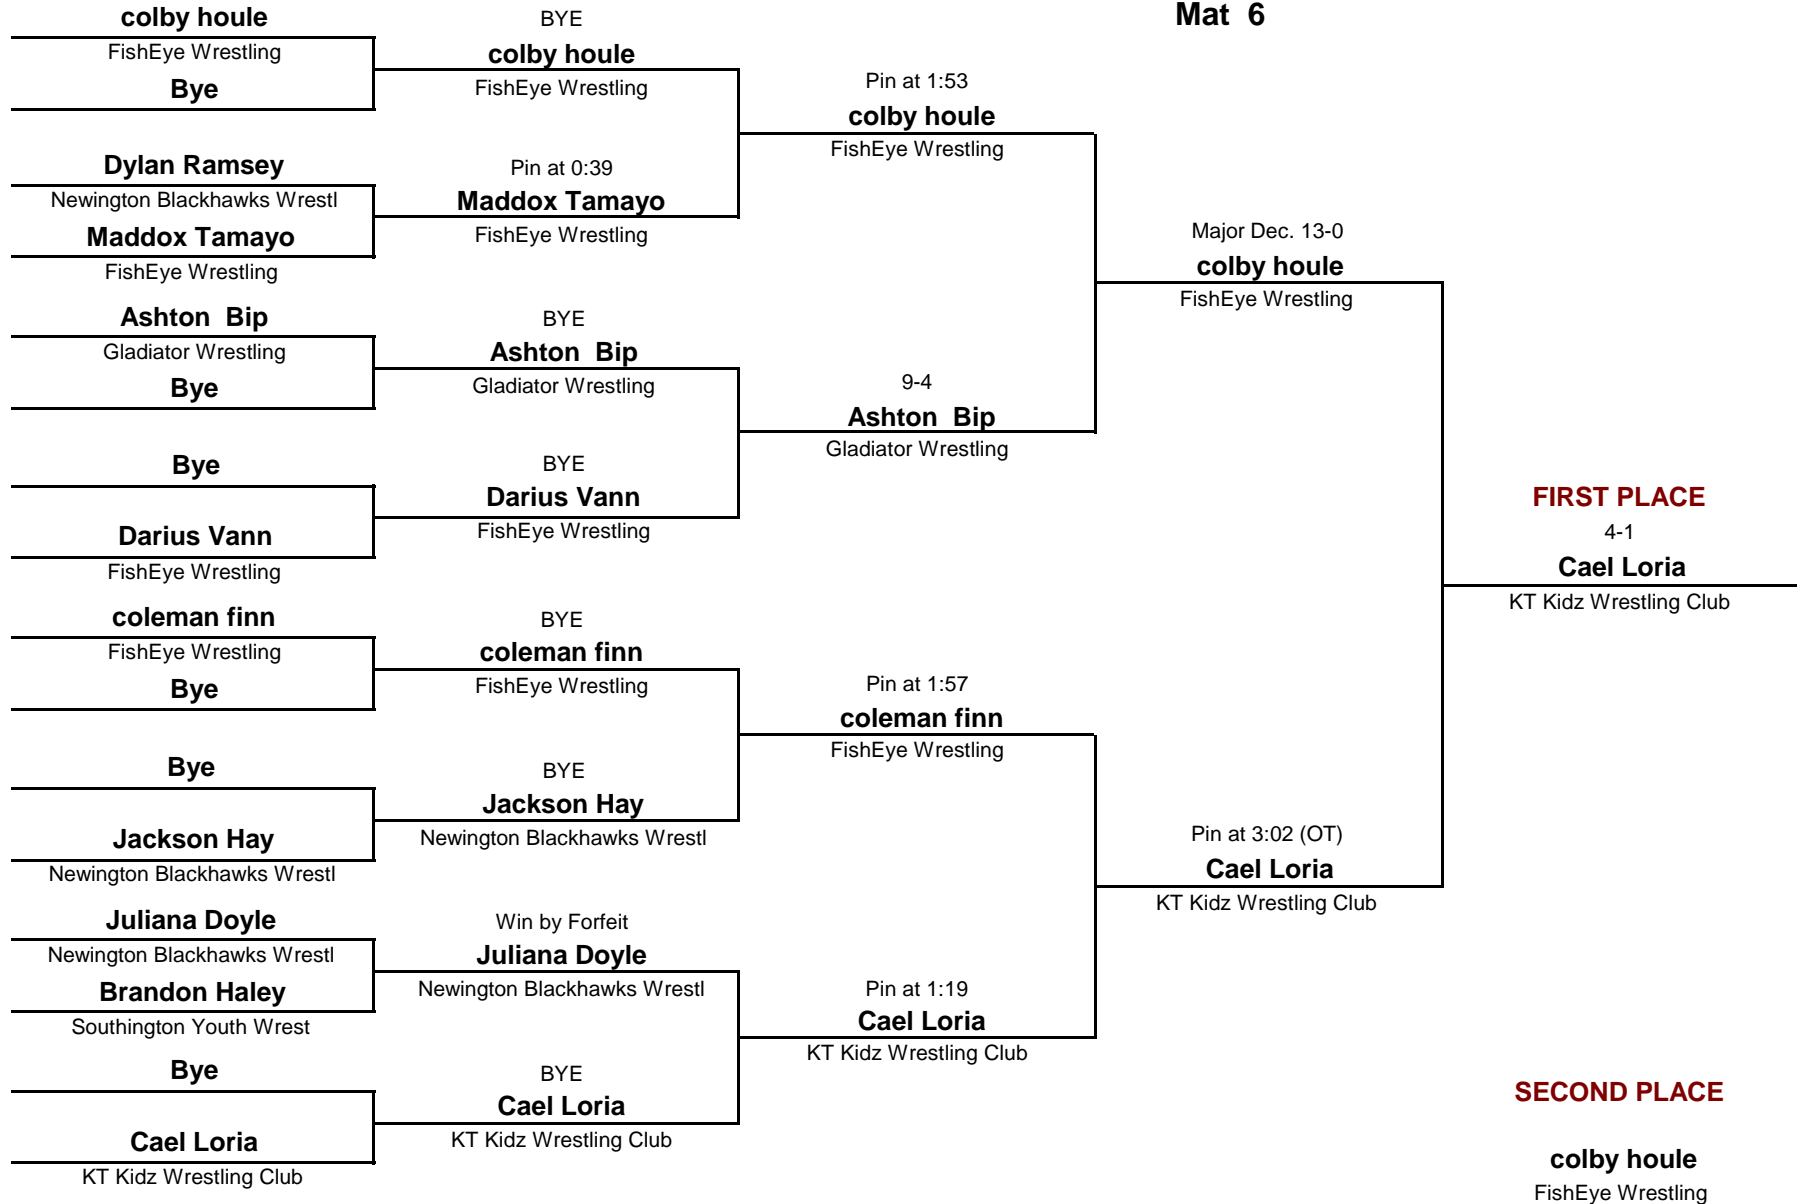 Mat  6
colby houle
FishEye Wrestling
Bye
Dylan Ramsey
Newington Blackhawks Wrestl
Maddox Tamayo
FishEye Wrestling
Ashton  Bip
Gladiator Wrestling
Bye
Bye
Darius Vann
FishEye Wrestling
coleman finn
FishEye Wrestling
Bye
Bye
Jackson Hay
Newington Blackhawks Wrestl
Juliana Doyle
Newington Blackhawks Wrestl
Brandon Haley
Southington Youth Wrest
Bye
Cael Loria
KT Kidz Wrestling Club
BYE
colby houle
FishEye Wrestling
Pin at 0:39
Maddox Tamayo
FishEye Wrestling
BYE
Ashton  Bip
Gladiator Wrestling
BYE
Darius Vann
FishEye Wrestling
BYE
coleman finn
FishEye Wrestling
BYE
Jackson Hay
Newington Blackhawks Wrestl
Win by Forfeit
Juliana Doyle
Newington Blackhawks Wrestl
BYE
Cael Loria
KT Kidz Wrestling Club
Pin at 1:53
colby houle
FishEye Wrestling
9-4
Ashton  Bip
Gladiator Wrestling
Pin at 1:57
coleman finn
FishEye Wrestling
Pin at 1:19
Cael Loria
KT Kidz Wrestling Club
Major Dec. 13-0
colby houle
FishEye Wrestling
Pin at 3:02 (OT)
Cael Loria
KT Kidz Wrestling Club
FIRST PLACE
4-1
Cael Loria
KT Kidz Wrestling Club
SECOND PLACE
colby houle
FishEye Wrestling